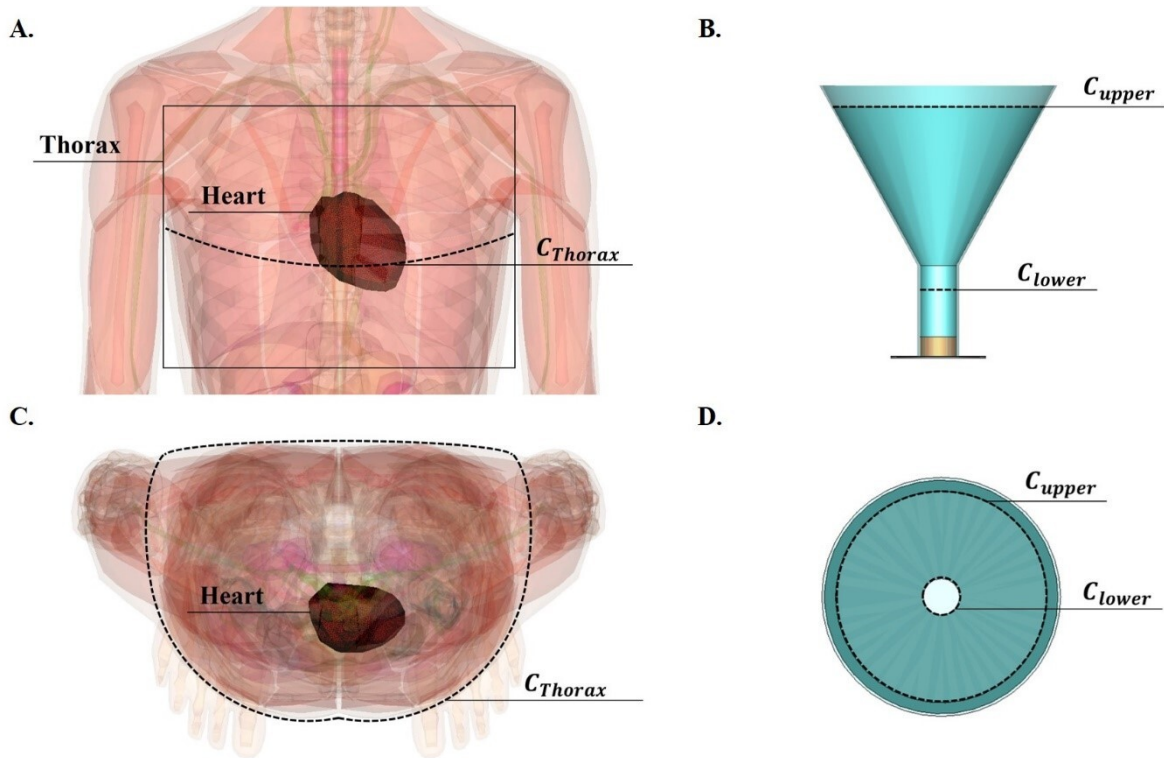 A.
B.
C_upper
Thorax
Heart
C_Thorax
C_lower
C.
D.
C_upper
Heart
C_lower
C_Thorax